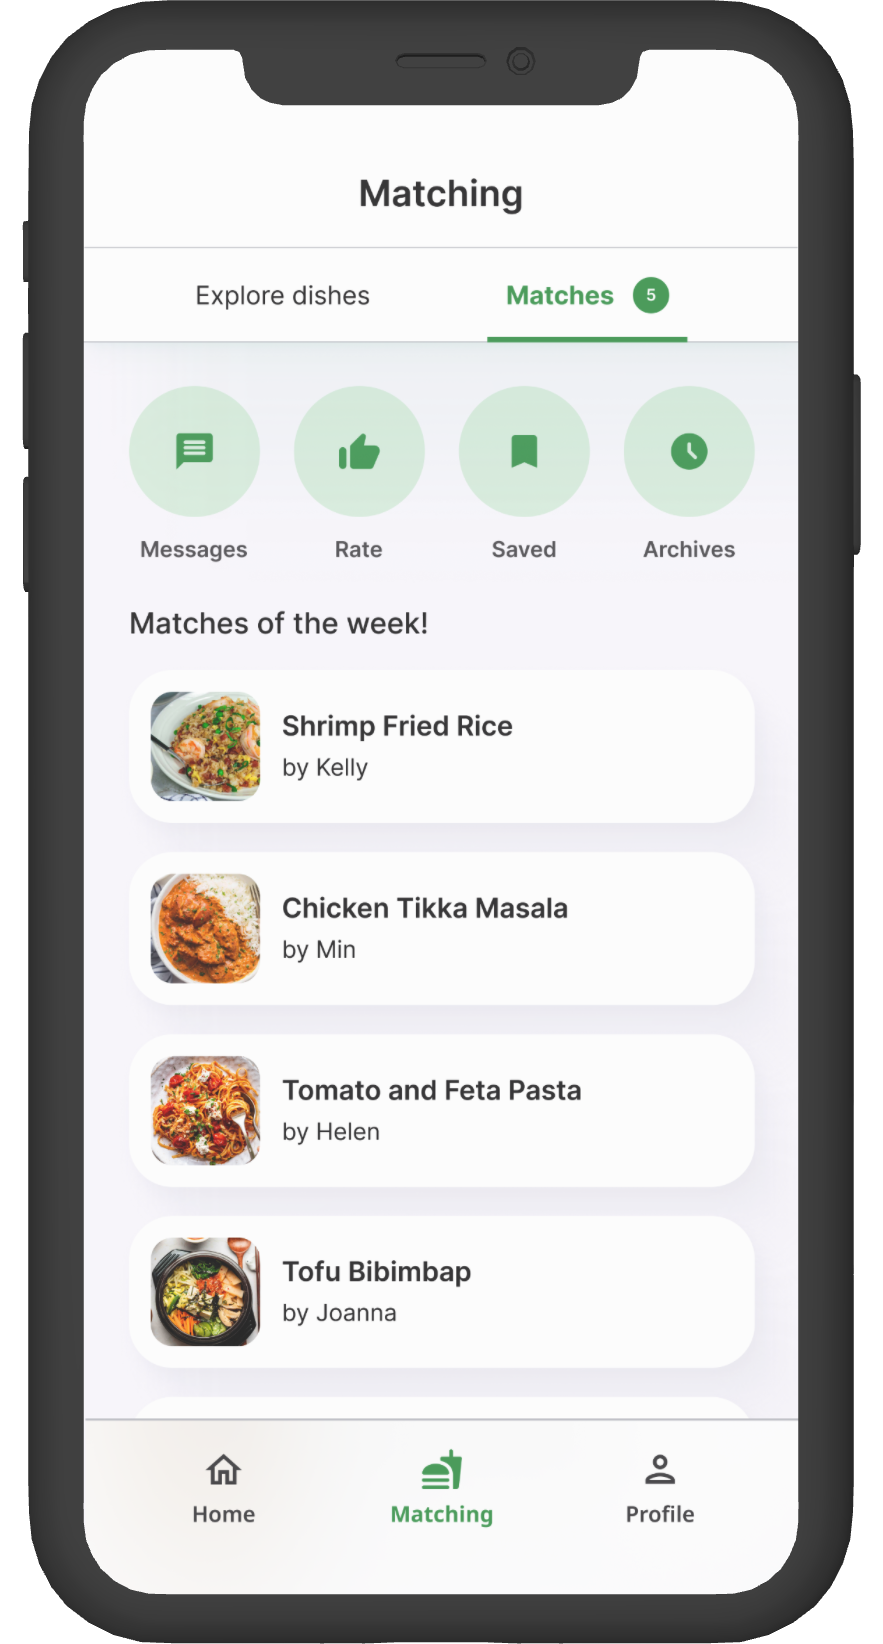 Matching
Explore dishes Matches 5
Messages Rate Saved Archives
Matches of the week!
Shrimp Fried Rice
by Kelly
Chicken Tikka Masala
by Min
Tomato and Feta Pasta
by Helen
Tofu Bibimbap
by Joanna
Home Matching Profile